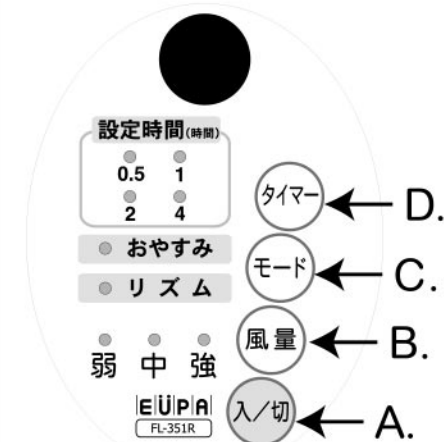 設定時間(時間)
0.5 1
2 4
タイマー
D.
おやすみ
モード
C.
リズム
風量
B.
弱 中 強
EUPA
FL-351R
入/切
A.